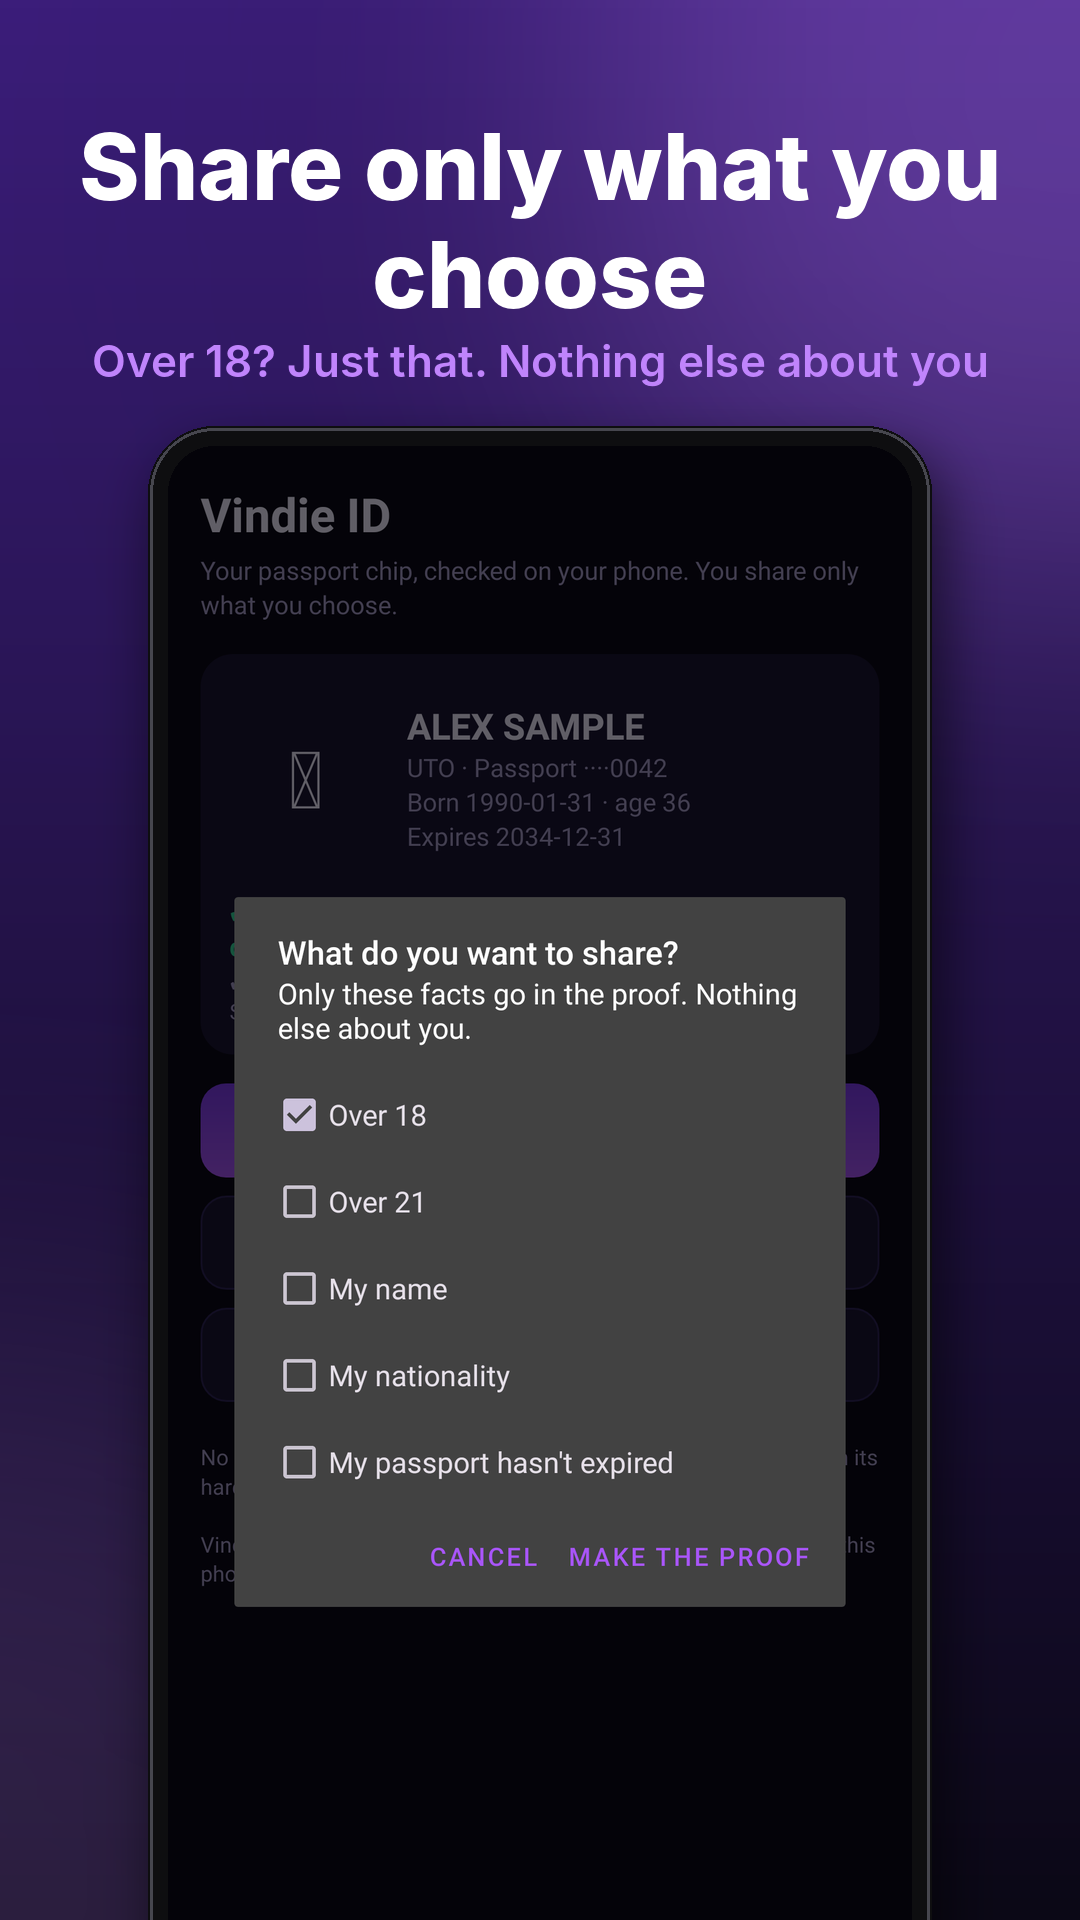 Share only what you
choose
Over 18? Just that. Nothing else about you
Vindie ID
Your passport chip, checked on your phone. You share only
what you choose.
ALEX SAMPLE
UTO · Passport ····0042
Born 1990-01-31 · age 36
Expires 2034-12-31
What do you want to share?
Only these facts go in the proof. Nothing
else about you.
Over 18
Over 21
My name
My nationality
My passport hasn't expired
No
its
his
CANCEL MAKE THE PROOF